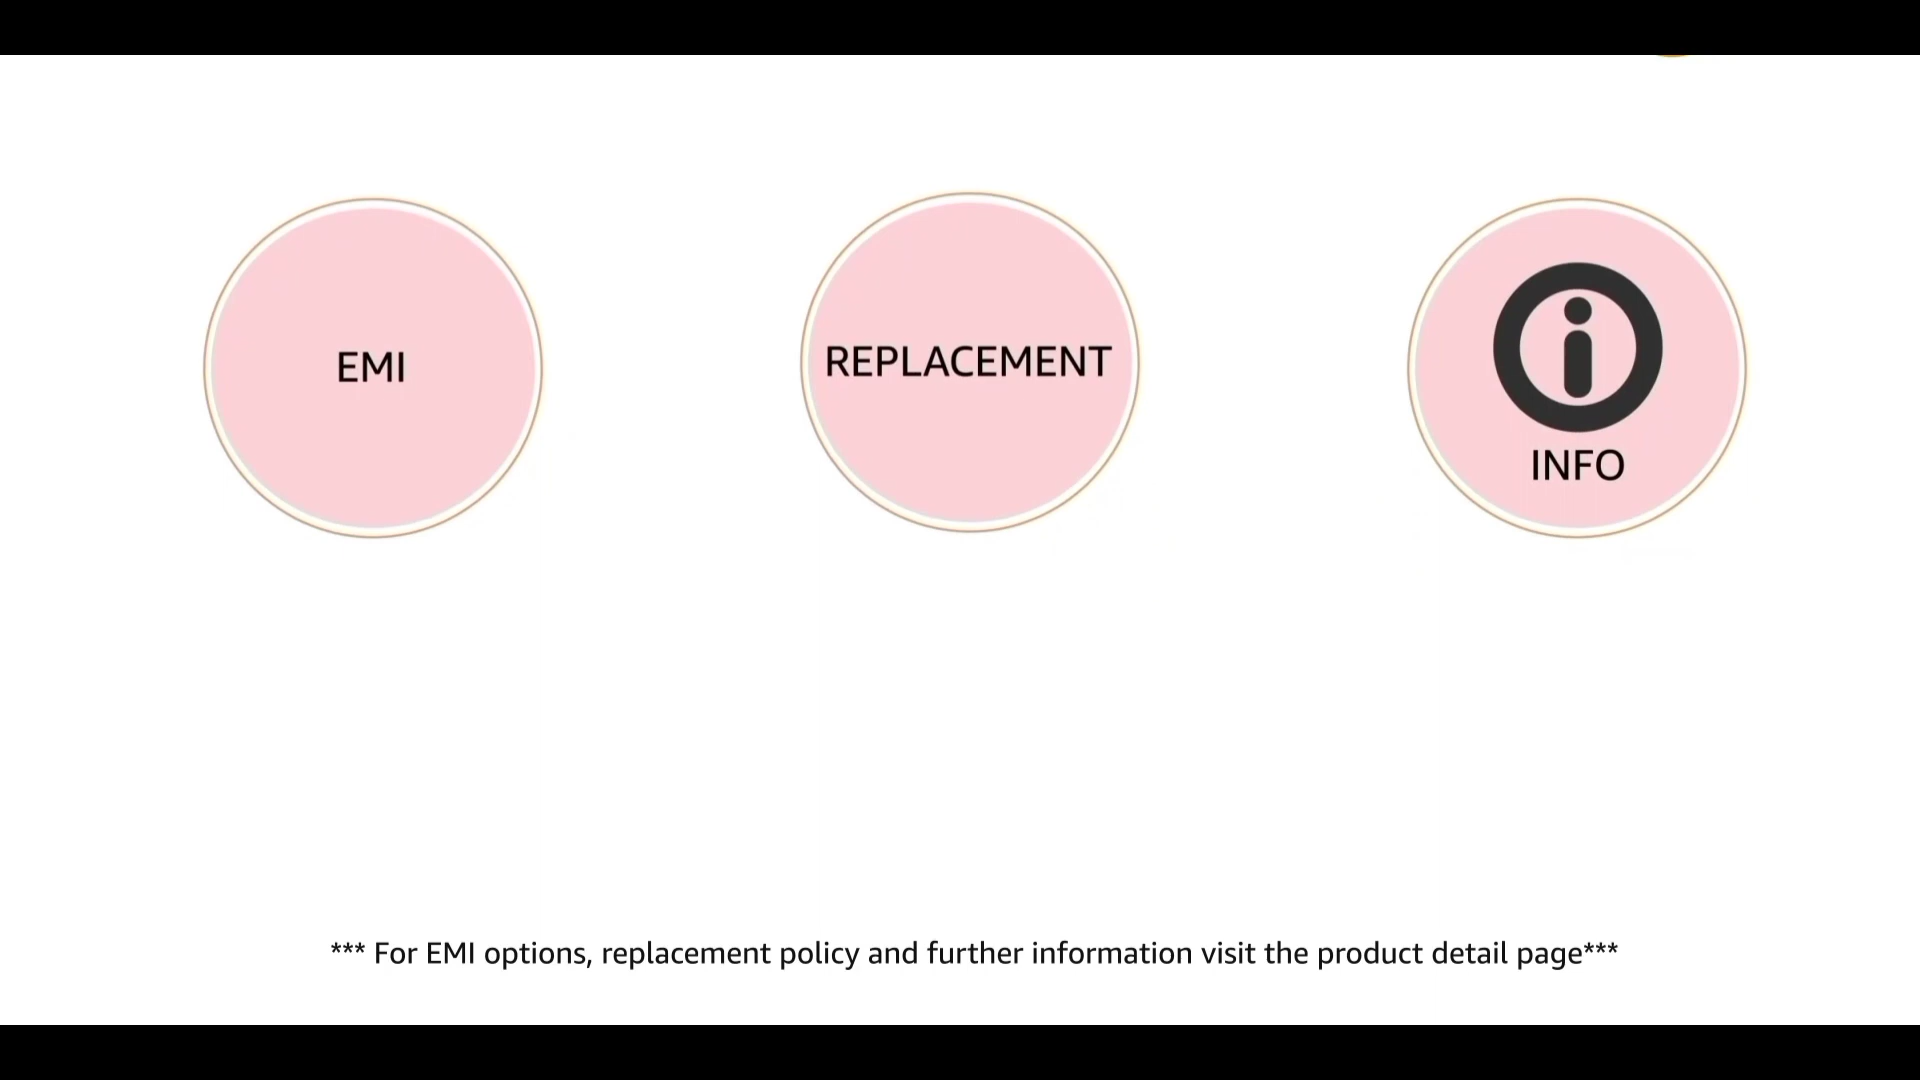 EMI
REPLACEMENT
INFO
*** For EMI options, replacement policy and further information visit the product detail page***